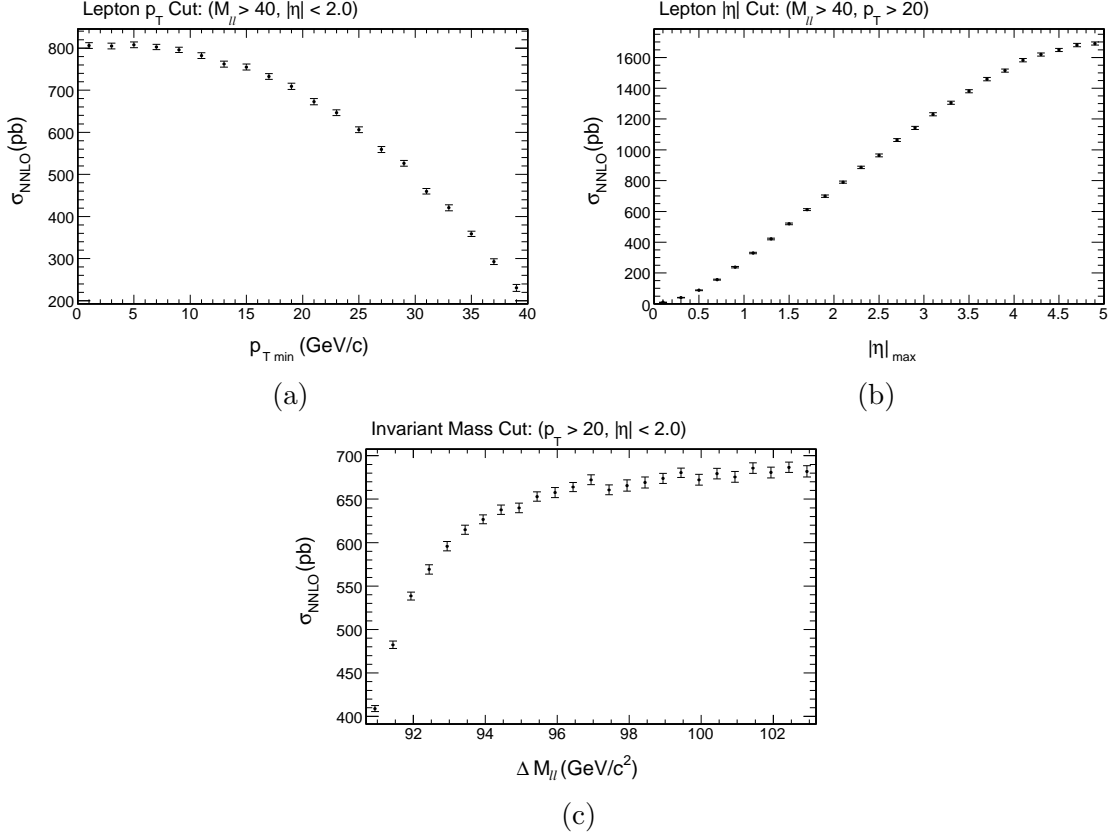 Lepton p_T Cut: (M_ll > 40, |η| < 2.0)
σ_NNLO (pb)
800
700
600
500
400
300
200
0 5 10 15 20 25 30 35 40
p_T min (GeV/c)
(a)
Lepton |η| Cut: (M_ll > 40, p_T > 20)
σ_NNLO (pb)
1600
1400
1200
1000
800
600
400
200
0
0 0.5 1 1.5 2 2.5 3 3.5 4 4.5 5
|η|_max
(b)
Invariant Mass Cut: (p_T > 20, |η| < 2.0)
σ_NNLO (pb)
700
650
600
550
500
450
400
92 94 96 98 100 102
Δ M_ll (GeV/c²)
(c)